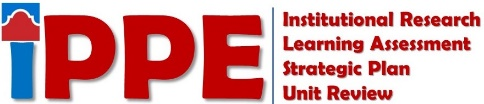 iPPE
Institutional Research
Learning Assessment
Strategic Plan
Unit Review